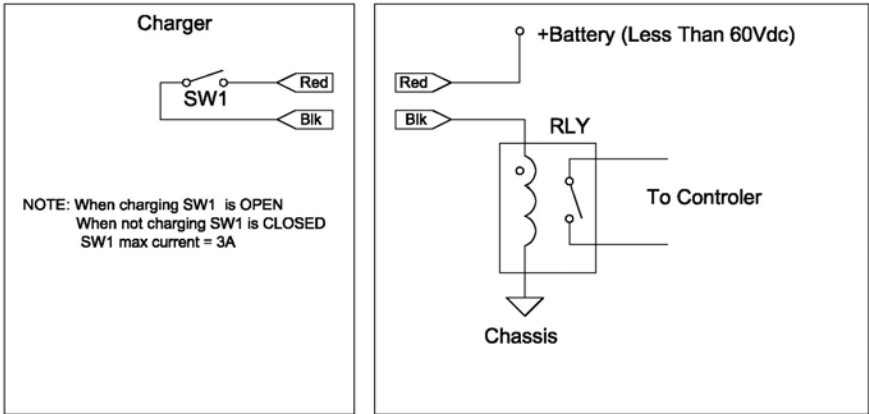 Charger
SW1
Red
Blk
NOTE: When charging SW1 is OPEN
When not charging SW1 is CLOSED
SW1 max current = 3A
+Battery (Less Than 60Vdc)
Red
Blk
RLY
To Controler
Chassis